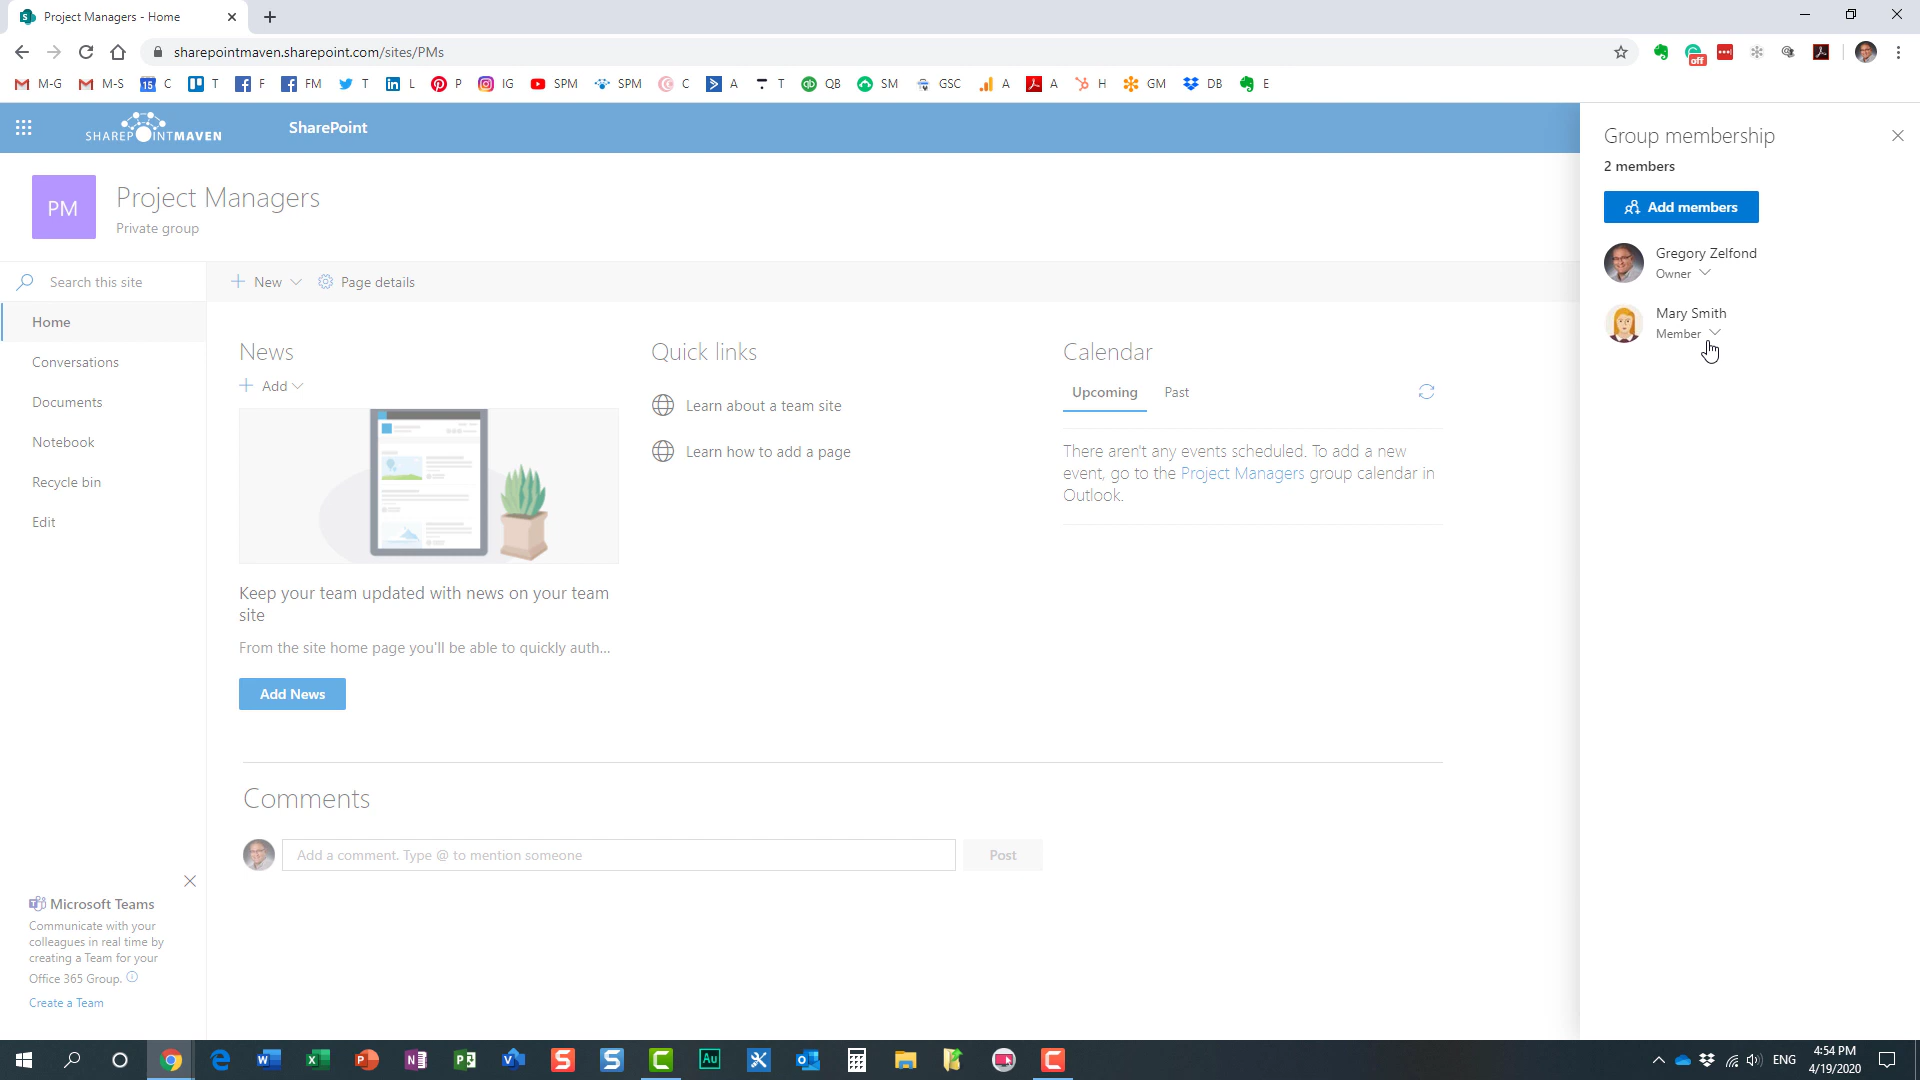 Project Managers - Home
sharepointmaven.sharepoint.com/sites/PMs
off
M-G
M-S
15
C
T
F
FM
T
L
P
IG
SPM
SPM
C
A
T
QB
SM
GSC
A
A
H
GM
DB
E
SHAREPOINTMAVEN
SharePoint
PM
Project Managers
Private group
Search this site
New
Page details
Home
Conversations
Documents
Notebook
Recycle bin
Edit
News
Add
Keep your team updated with news on your team
site
From the site home page you'll be able to quickly auth...
Add News
Quick links
Learn about a team site
Learn how to add a page
Calendar
Upcoming
Past
There aren't any events scheduled. To add a new
event, go to the Project Managers group calendar in
Outlook.
Comments
Add a comment. Type @ to mention someone
Post
Microsoft Teams
Communicate with your
colleagues in real time by
creating a Team for your
Office 365 Group.
Create a Team
Group membership
2 members
Add members
Gregory Zelfond
Owner
Mary Smith
Member
Au
ENG
4:54 PM
4/19/2020